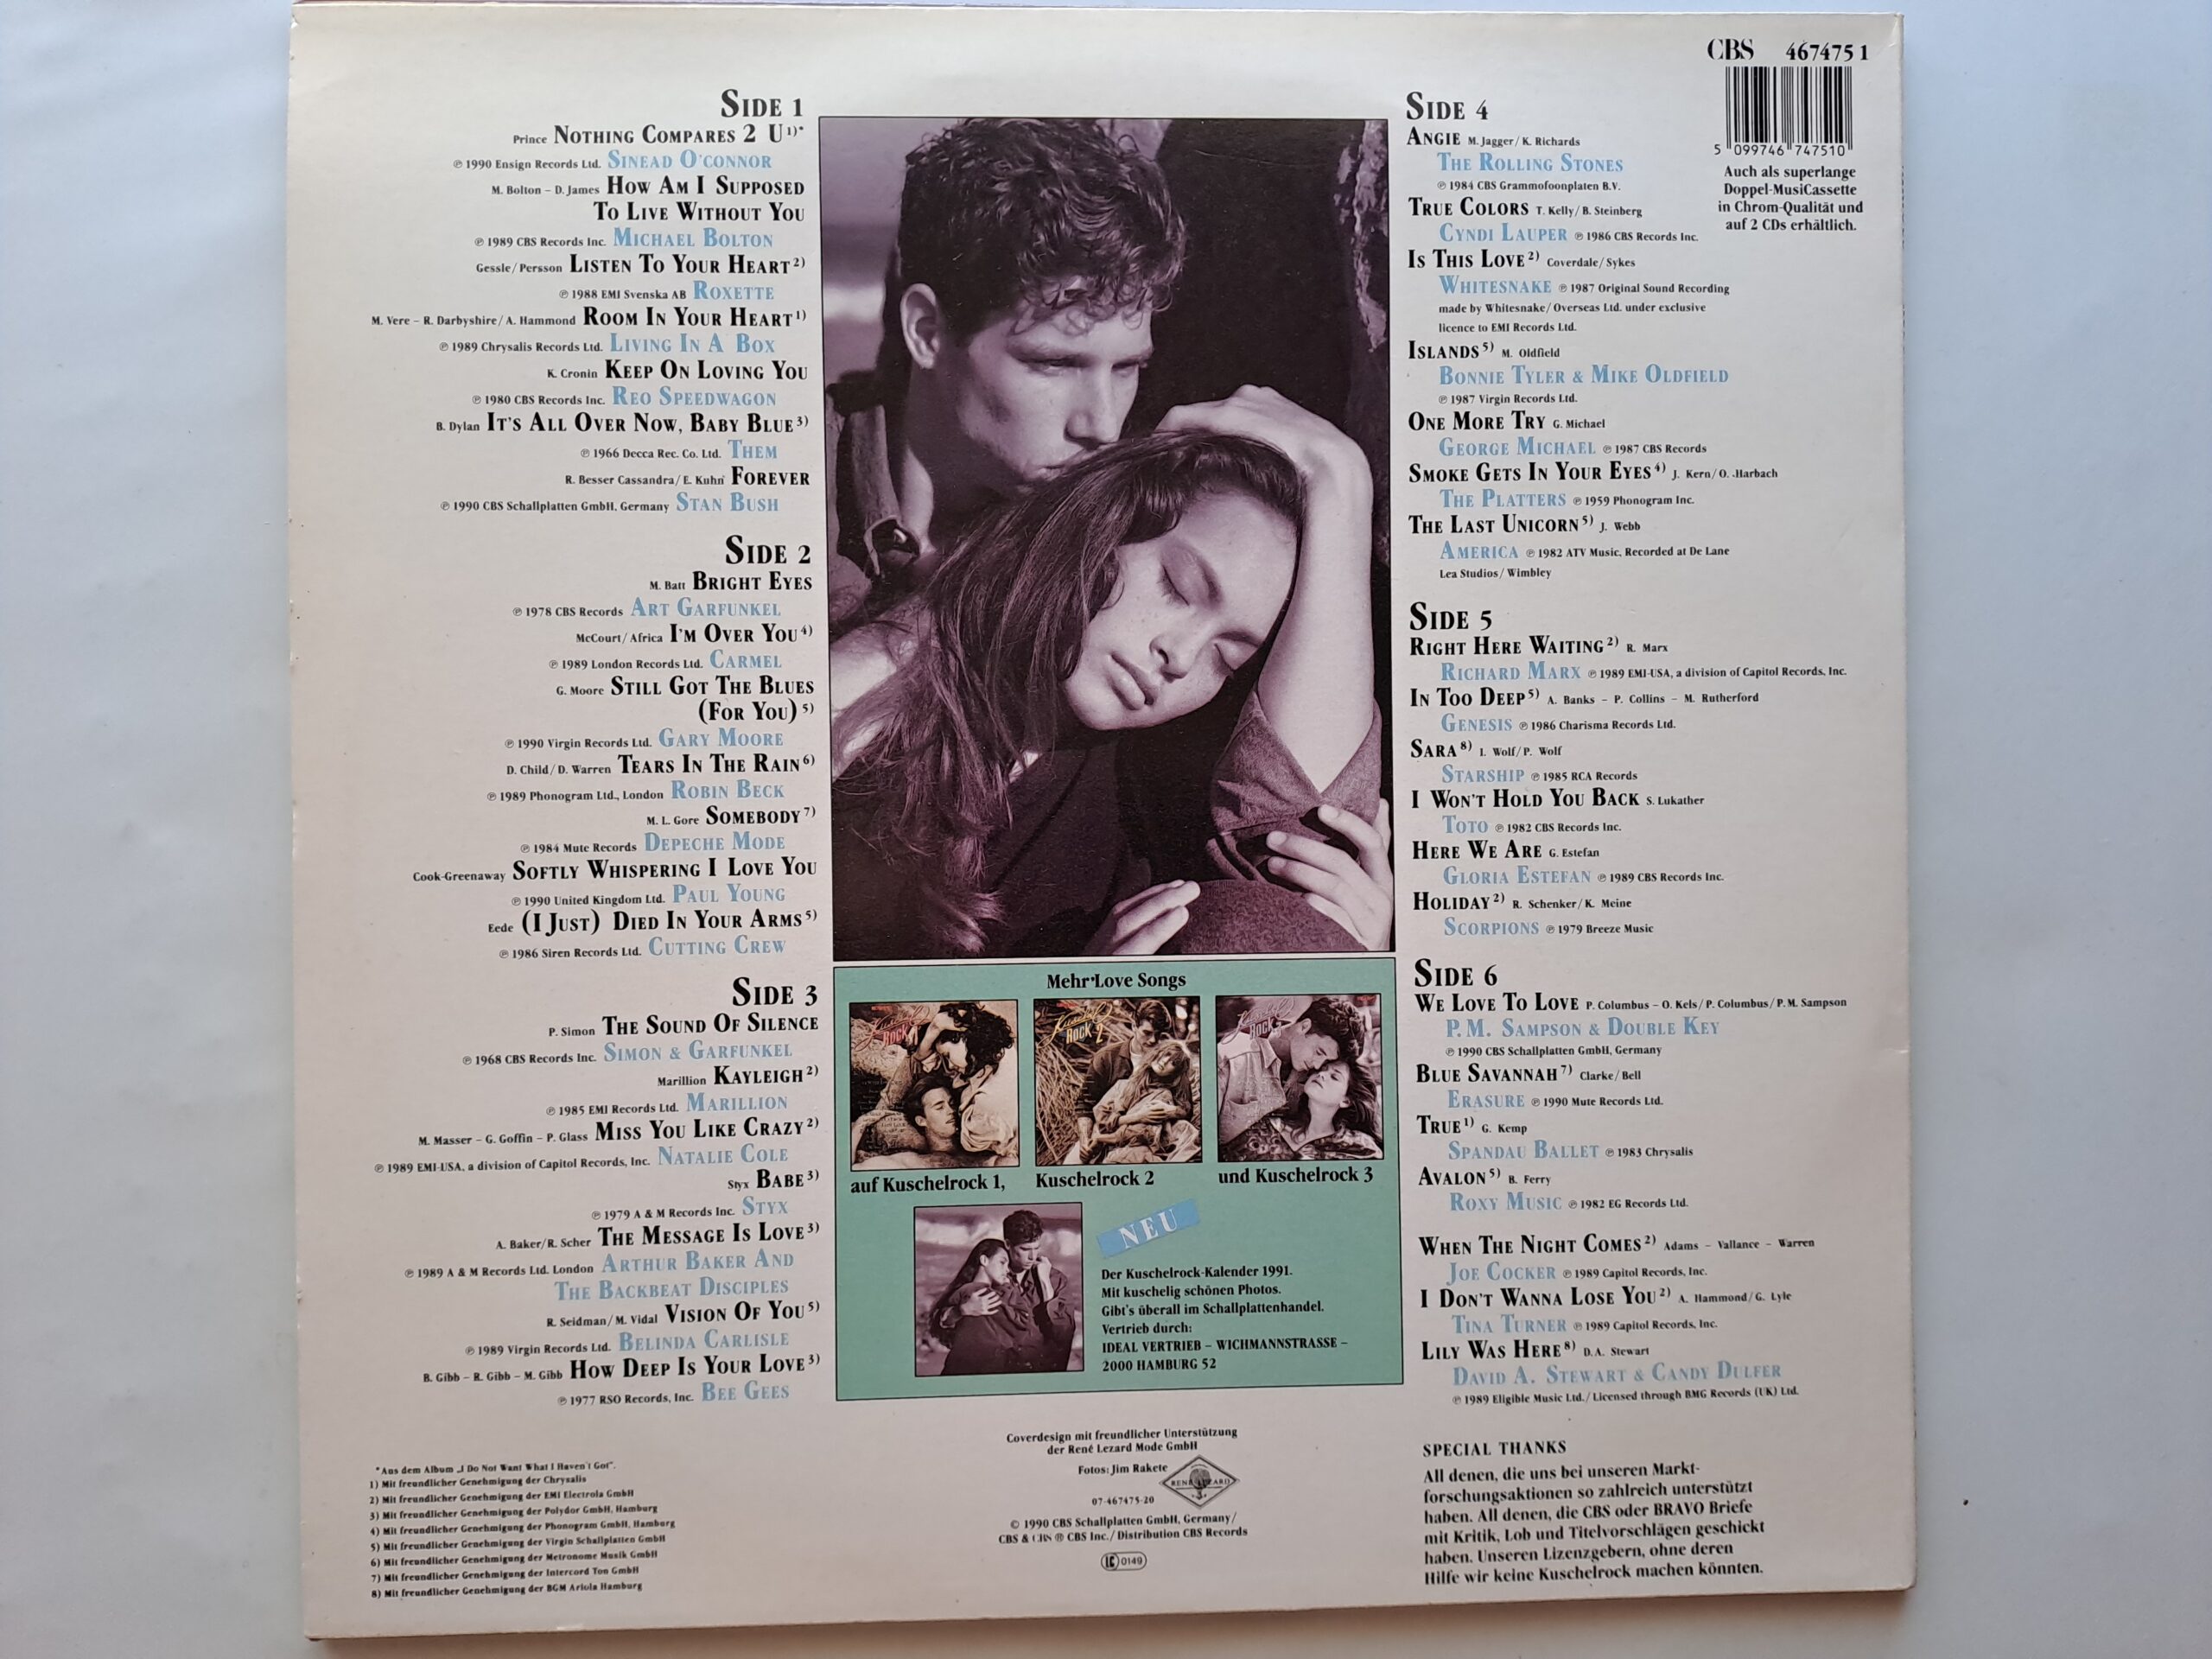 SIDE 1
Prince NOTHING COMPARES 2 U 1)*
℗ 1990 Ensign Records Ltd. SINEAD O'CONNOR
M. Bolton – D. James HOW AM I SUPPOSED
TO LIVE WITHOUT YOU
℗ 1989 CBS Records Inc. MICHAEL BOLTON
Gessle/Persson LISTEN TO YOUR HEART 2)
℗ 1988 EMI Svenska AB ROXETTE
M. Vere – R. Darbyshire/A. Hammond ROOM IN YOUR HEART 1)
℗ 1989 Chrysalis Records Ltd. LIVING IN A BOX
K. Cronin KEEP ON LOVING YOU
℗ 1980 CBS Records Inc. REO SPEEDWAGON
B. Dylan IT'S ALL OVER NOW, BABY BLUE 3)
℗ 1966 Decca Rec. Co. Ltd. THEM
R. Besser Cassandra/E. Kuhn FOREVER
℗ 1990 CBS Schallplatten GmbH, Germany STAN BUSH
SIDE 2
M. Batt BRIGHT EYES
℗ 1978 CBS Records ART GARFUNKEL
McCourt/Africa I'M OVER YOU 4)
℗ 1989 London Records Ltd. CARMEL
G. Moore STILL GOT THE BLUES
(FOR YOU) 5)
℗ 1990 Virgin Records Ltd. GARY MOORE
D. Child/D. Warren TEARS IN THE RAIN 6)
℗ 1989 Phonogram Ltd., London ROBIN BECK
M. L. Gore SOMEBODY 7)
℗ 1984 Mute Records DEPECHE MODE
Cook-Greenaway SOFTLY WHISPERING I LOVE YOU
℗ 1990 United Kingdom Ltd. PAUL YOUNG
Eede (I JUST) DIED IN YOUR ARMS 5)
℗ 1986 Siren Records Ltd. CUTTING CREW
SIDE 3
P. Simon THE SOUND OF SILENCE
℗ 1968 CBS Records Inc. SIMON & GARFUNKEL
Marillion KAYLEIGH 2)
℗ 1985 EMI Records Ltd. MARILLION
M. Masser – G. Goffin – P. Glass MISS YOU LIKE CRAZY 2)
℗ 1989 EMI-USA, a division of Capitol Records, Inc. NATALIE COLE
Styx BABE 3)
℗ 1979 A & M Records Inc. STYX
A. Baker/R. Scher THE MESSAGE IS LOVE 3)
℗ 1989 A & M Records Ltd. London ARTHUR BAKER AND
THE BACKBEAT DISCIPLES
R. Seidman/M. Vidal VISION OF YOU 5)
℗ 1989 Virgin Records Ltd. BELINDA CARLISLE
B. Gibb – R. Gibb – M. Gibb HOW DEEP IS YOUR LOVE 3)
℗ 1977 RSO Records, Inc. BEE GEES
*Aus dem Album „I Do Not Want What I Haven't Got".
1) Mit freundlicher Genehmigung der Chrysalis
2) Mit freundlicher Genehmigung der EMI Electrola GmbH
3) Mit freundlicher Genehmigung der Polydor GmbH, Hamburg
4) Mit freundlicher Genehmigung der Phonogram GmbH, Hamburg
5) Mit freundlicher Genehmigung der Virgin Schallplatten GmbH
6) Mit freundlicher Genehmigung der Metronome Musik GmbH
7) Mit freundlicher Genehmigung der Intercord Ton GmbH
8) Mit freundlicher Genehmigung der BGM Ariola Hamburg
Mehr Love Songs
Kuschel
ROCK
Kuschel
ROCK 2
Kuschel
ROCK
auf Kuschelrock 1, Kuschelrock 2 und Kuschelrock 3
NEU
Der Kuschelrock-Kalender 1991.
Mit kuschelig schönen Photos.
Gibt's überall im Schallplattenhandel.
Vertrieb durch:
IDEAL VERTRIEB – WICHMANNSTRASSE –
2000 HAMBURG 52
Coverdesign mit freundlicher Unterstützung
der René Lezard Mode GmbH
Fotos: Jim Rakete
07-467475-20
© 1990 CBS Schallplatten GmbH, Germany/
CBS & CBS ® CBS Inc./Distribution CBS Records
LC 0149
CBS 467475 1
5 099746 747510
Auch als superlange
Doppel-MusiCassette
in Chrom-Qualität und
auf 2 CDs erhältlich.
SIDE 4
ANGIE M. Jagger/K. Richards
THE ROLLING STONES
℗ 1984 CBS Grammofoonplaten B.V.
TRUE COLORS T. Kelly/B. Steinberg
CYNDI LAUPER ℗ 1986 CBS Records Inc.
IS THIS LOVE 2) Coverdale/Sykes
WHITESNAKE ℗ 1987 Original Sound Recording
made by Whitesnake/Overseas Ltd. under exclusive
licence to EMI Records Ltd.
ISLANDS 5) M. Oldfield
BONNIE TYLER & MIKE OLDFIELD
℗ 1987 Virgin Records Ltd.
ONE MORE TRY G. Michael
GEORGE MICHAEL ℗ 1987 CBS Records
SMOKE GETS IN YOUR EYES 4) J. Kern/O. Harbach
THE PLATTERS ℗ 1959 Phonogram Inc.
THE LAST UNICORN 5) J. Webb
AMERICA ℗ 1982 ATV Music, Recorded at De Lane
Lea Studios/Wimbley
SIDE 5
RIGHT HERE WAITING 2) R. Marx
RICHARD MARX ℗ 1989 EMI-USA, a division of Capitol Records, Inc.
IN TOO DEEP 5) A. Banks – P. Collins – M. Rutherford
GENESIS ℗ 1986 Charisma Records Ltd.
SARA 8) I. Wolf/P. Wolf
STARSHIP ℗ 1985 RCA Records
I WON'T HOLD YOU BACK S. Lukather
TOTO ℗ 1982 CBS Records Inc.
HERE WE ARE G. Estefan
GLORIA ESTEFAN ℗ 1989 CBS Records Inc.
HOLIDAY 2) R. Schenker/K. Meine
SCORPIONS ℗ 1979 Breeze Music
SIDE 6
WE LOVE TO LOVE P. Columbus – O. Kels/P. Columbus/P.M. Sampson
P.M. SAMPSON & DOUBLE KEY
℗ 1990 CBS Schallplatten GmbH, Germany
BLUE SAVANNAH 7) Clarke/Bell
ERASURE ℗ 1990 Mute Records Ltd.
TRUE 1) G. Kemp
SPANDAU BALLET ℗ 1983 Chrysalis
AVALON 5) B. Ferry
ROXY MUSIC ℗ 1982 EG Records Ltd.
WHEN THE NIGHT COMES 2) Adams – Vallance – Warren
JOE COCKER ℗ 1989 Capitol Records, Inc.
I DON'T WANNA LOSE YOU 2) A. Hammond/G. Lyle
TINA TURNER ℗ 1989 Capitol Records, Inc.
LILY WAS HERE 8) D.A. Stewart
DAVID A. STEWART & CANDY DULFER
℗ 1989 Eligible Music Ltd./Licensed through BMG Records (UK) Ltd.
SPECIAL THANKS
All denen, die uns bei unseren Markt-
forschungsaktionen so zahlreich unterstützt
haben. All denen, die CBS oder BRAVO Briefe
mit Kritik, Lob und Titelvorschlägen geschickt
haben. Unseren Lizenzgebern, ohne deren
Hilfe wir keine Kuschelrock machen könnten.